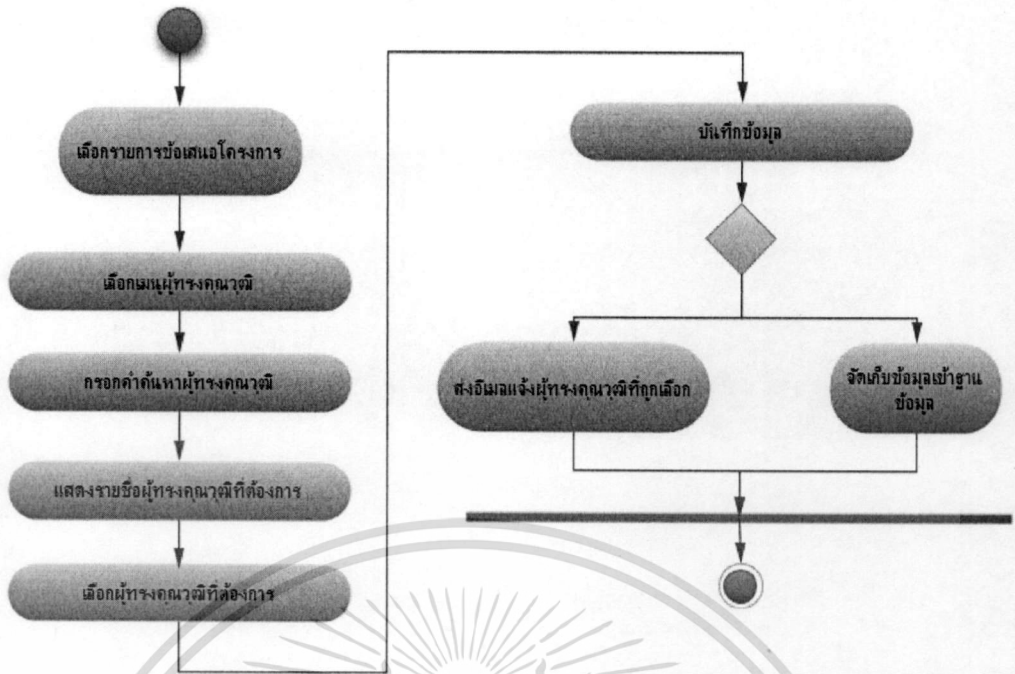 เลือกรายการข้อเสนอโครงการ
เลือกเมนูผู้ทรงคุณวุฒิ
กรอกคำค้นหาผู้ทรงคุณวุฒิ
แสดงรายชื่อผู้ทรงคุณวุฒิที่ต้องการ
เลือกผู้ทรงคุณวุฒิที่ต้องการ
บันทึกข้อมูล
ส่งอีเมลแจ้งผู้ทรงคุณวุฒิที่ถูกเลือก
จัดเก็บข้อมูลเข้าฐาน
ข้อมูล